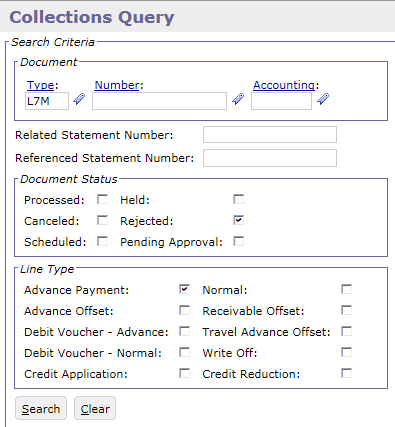 Collections Query
Search Criteria
Document
Type: Number: Accounting:
L7M
Related Statement Number:
Referenced Statement Number:
Document Status
Processed: Held:
Canceled: Rejected:
Scheduled: Pending Approval:
Line Type
Advance Payment: Normal:
Advance Offset: Receivable Offset:
Debit Voucher - Advance: Travel Advance Offset:
Debit Voucher - Normal: Write Off:
Credit Application: Credit Reduction:
Search Clear